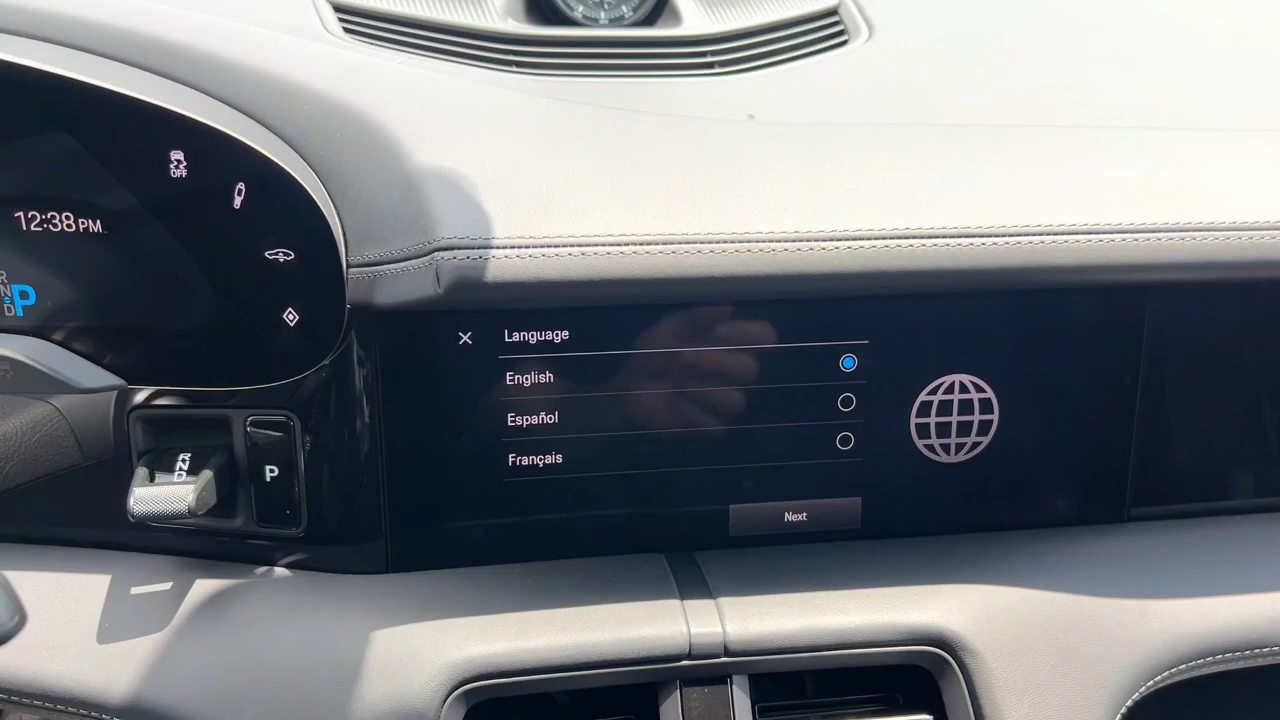 OFF
12:38 PM
R
N
D
P
R
N
D
P
Language
English
Español
Français
Next